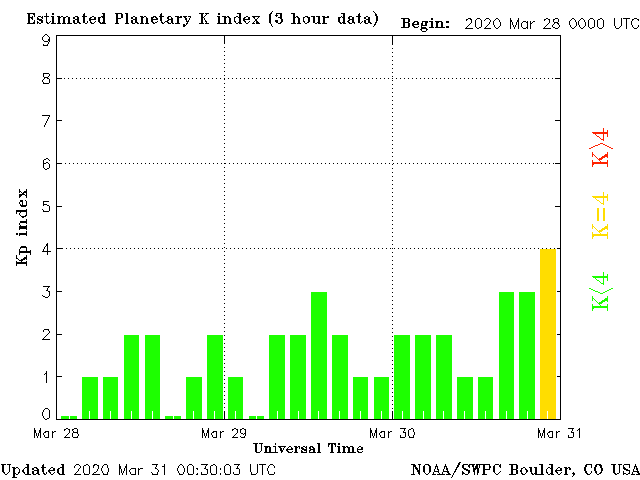 Estimated Planetary K index (3 hour data) Begin: 2020 Mar 28 0000 UTC
9
8
7
6
5
4
3
2
1
0
Kp index
K>4
K=4
K<4
Mar 28 Mar 29 Mar 30 Mar 31
Universal Time
Updated 2020 Mar 31 00:30:03 UTC NOAA/SWPC Boulder, CO USA